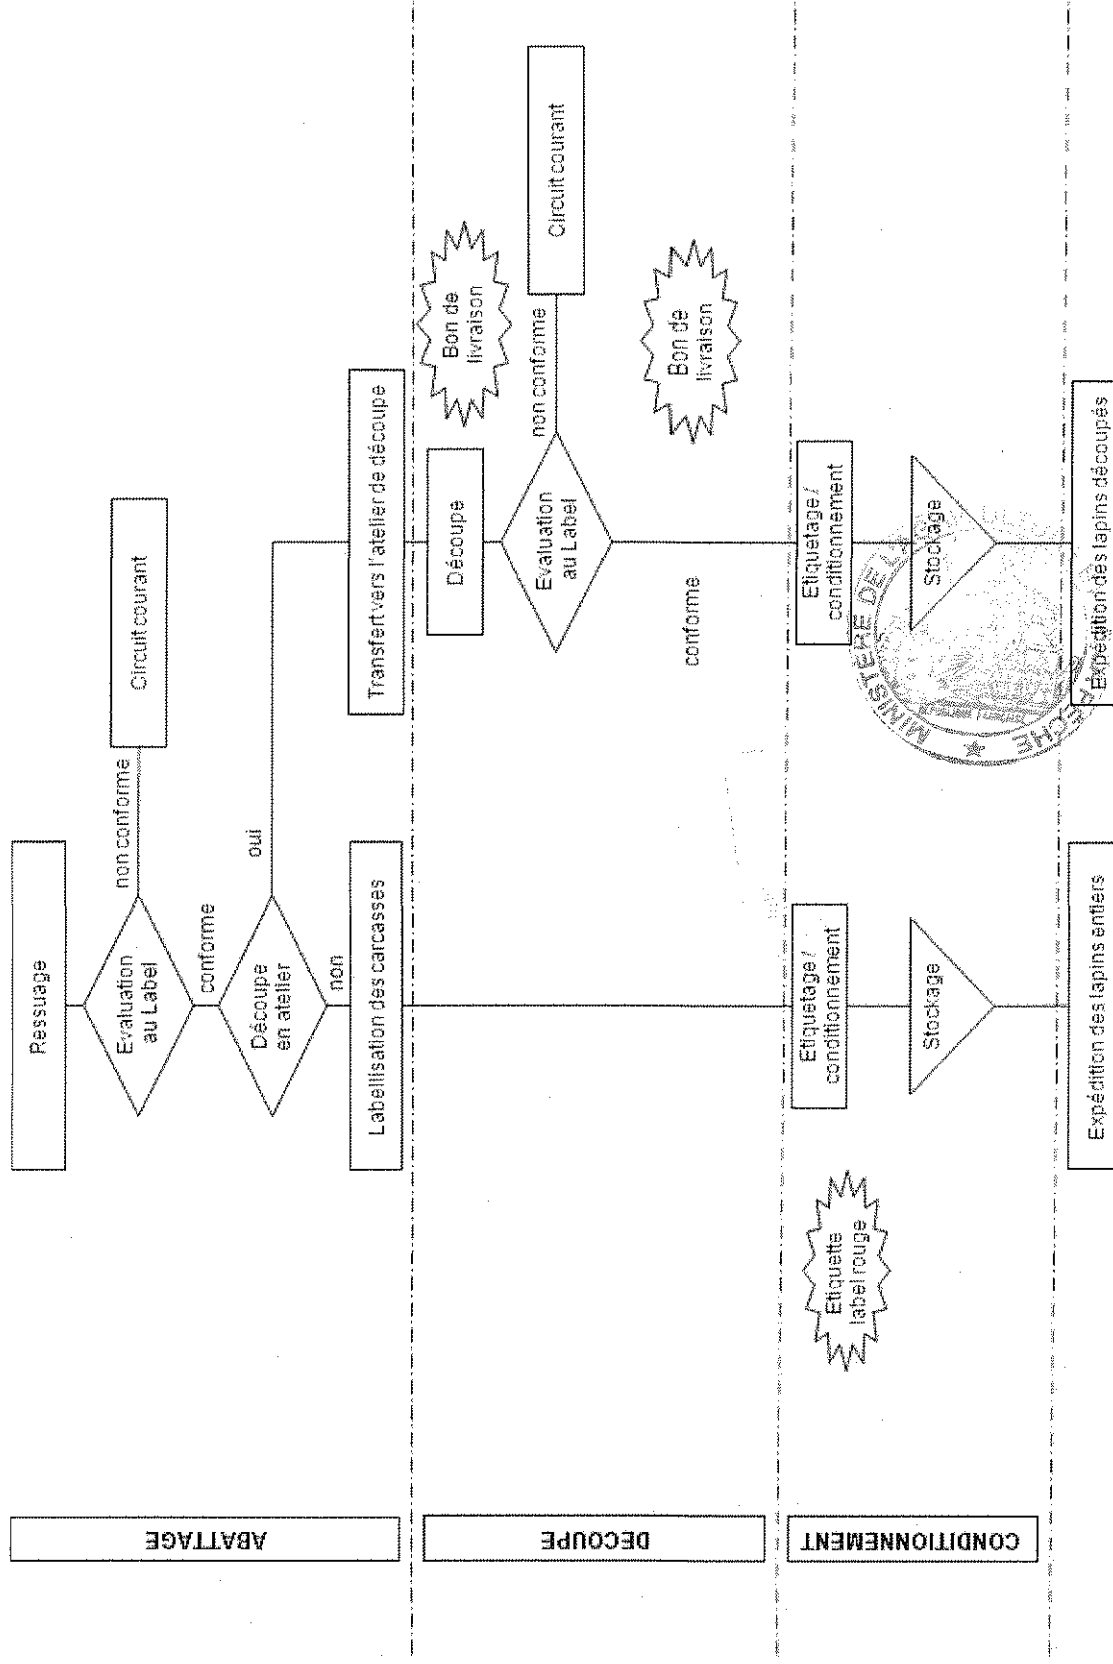 ABATTAGE
Ressuage
Evaluation
au Label
non conforme
Circuit courant
conforme
Découpe
en atelier
oui
non
Labellisation des carcasses
Transfert vers l'atelier de découpe
DECOUPE
Découpe
Bon de
livraison
Evaluation
au Label
non conforme
Circuit courant
conforme
Bon de
livraison
CONDITIONNEMENT
Etiquette
label rouge
Etiquetage /
conditionnement
Etiquetage /
conditionnement
Stockage
Stockage
MINISTERE DE L'A
PECHE
Expédition des lapins entiers
Expédition des lapins découpés